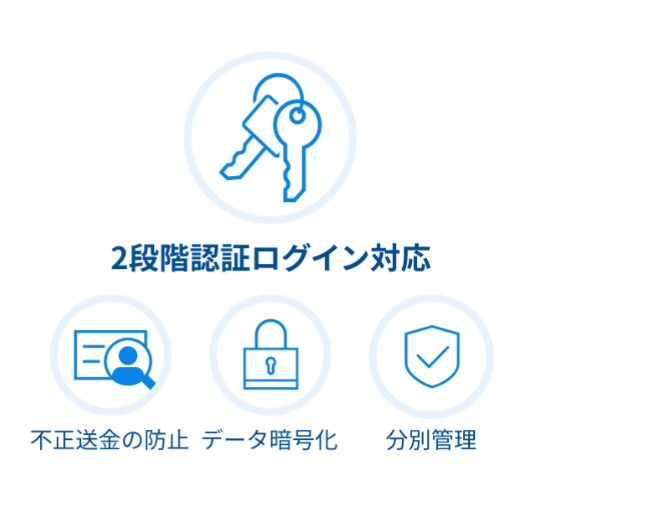 2段階認証ログイン対応
不正送金の防止
データ暗号化
分別管理